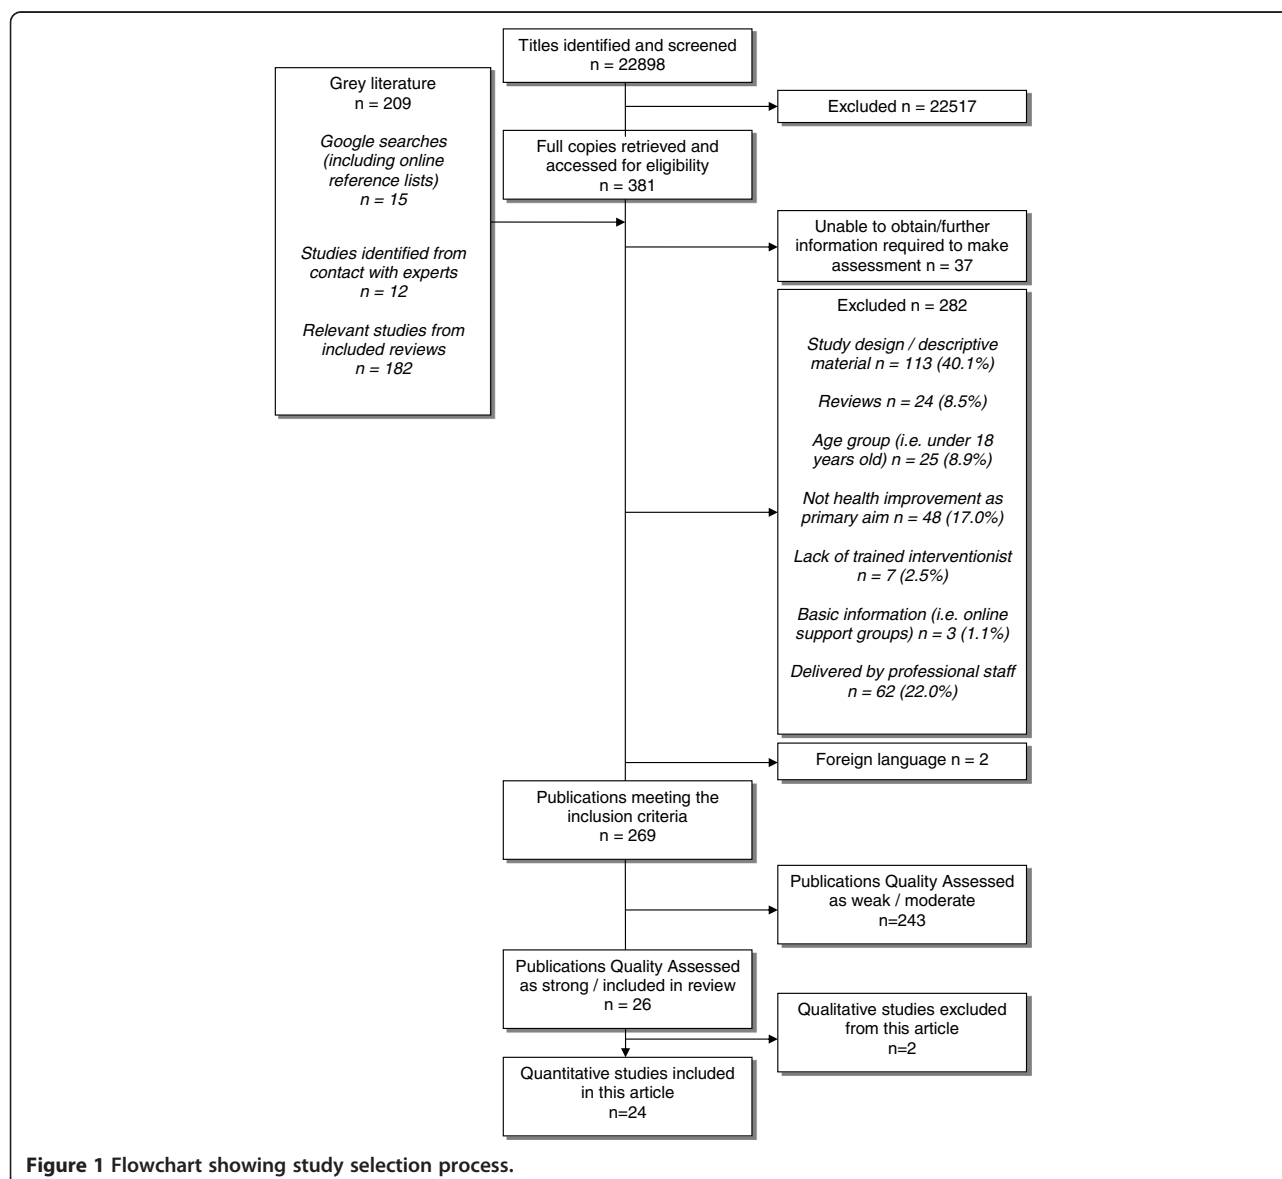 Titles identified and screened
n = 22898
Grey literature
n = 209
Google searches
(including online
reference lists)
n = 15
Studies identified from
contact with experts
n = 12
Relevant studies from
included reviews
n = 182
Excluded n = 22517
Full copies retrieved and
accessed for eligibility
n = 381
Unable to obtain/further
information required to make
assessment n = 37
Excluded n = 282
Study design / descriptive
material n = 113 (40.1%)
Reviews n = 24 (8.5%)
Age group (i.e. under 18
years old) n = 25 (8.9%)
Not health improvement as
primary aim n = 48 (17.0%)
Lack of trained interventionist
n = 7 (2.5%)
Basic information (i.e. online
support groups) n = 3 (1.1%)
Delivered by professional staff
n = 62 (22.0%)
Foreign language n = 2
Publications meeting the
inclusion criteria
n = 269
Publications Quality Assessed
as weak / moderate
n=243
Publications Quality Assessed
as strong / included in review
n = 26
Qualitative studies excluded
from this article
n=2
Quantitative studies included
in this article
n=24
Figure 1 Flowchart showing study selection process.